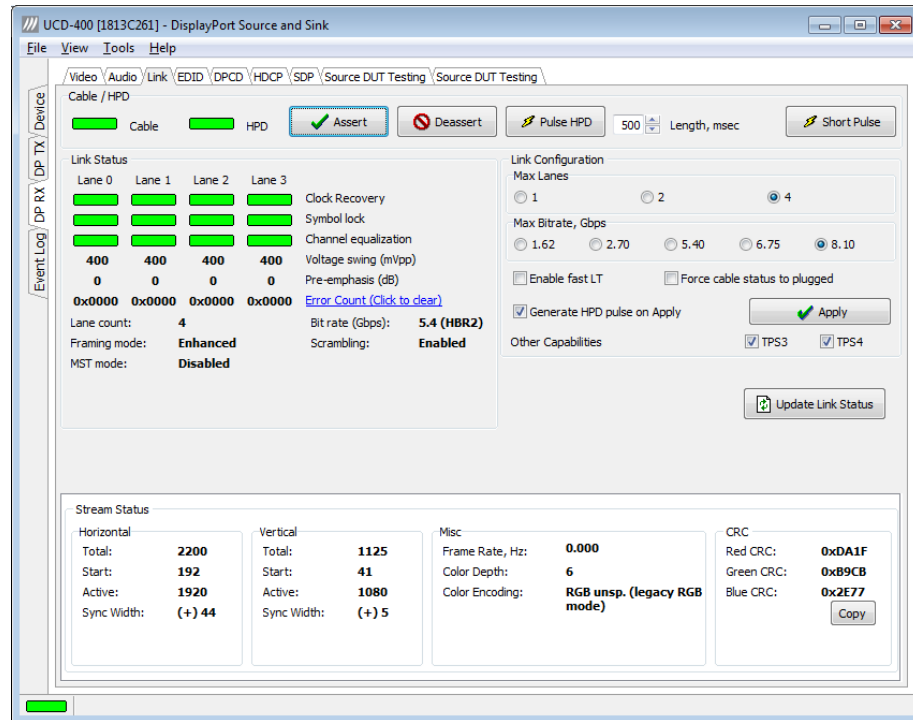 UCD-400 [1813C261] - DisplayPort Source and Sink
File View Tools Help
Video Audio Link EDID DPCD HDCP SDP Source DUT Testing Source DUT Testing
Device
DP TX
DP RX
Event Log
Cable / HPD
Cable HPD Assert Deassert Pulse HPD 500 Length, msec Short Pulse
Link Status
Lane 0 Lane 1 Lane 2 Lane 3
Clock Recovery
Symbol lock
Channel equalization
400 400 400 400 Voltage swing (mVpp)
0 0 0 0 Pre-emphasis (dB)
0x0000 0x0000 0x0000 0x0000 Error Count (Click to clear)
Lane count: 4 Bit rate (Gbps): 5.4 (HBR2)
Framing mode: Enhanced Scrambling: Enabled
MST mode: Disabled
Link Configuration
Max Lanes
1 2 4
Max Bitrate, Gbps
1.62 2.70 5.40 6.75 8.10
Enable fast LT Force cable status to plugged
Generate HPD pulse on Apply Apply
Other Capabilities TPS3 TPS4
Update Link Status
Stream Status
Horizontal
Total: 2200
Start: 192
Active: 1920
Sync Width: (+) 44
Vertical
Total: 1125
Start: 41
Active: 1080
Sync Width: (+) 5
Misc
Frame Rate, Hz: 0.000
Color Depth: 6
Color Encoding: RGB unsp. (legacy RGB
mode)
CRC
Red CRC: 0xDA1F
Green CRC: 0xB9CB
Blue CRC: 0x2E77
Copy